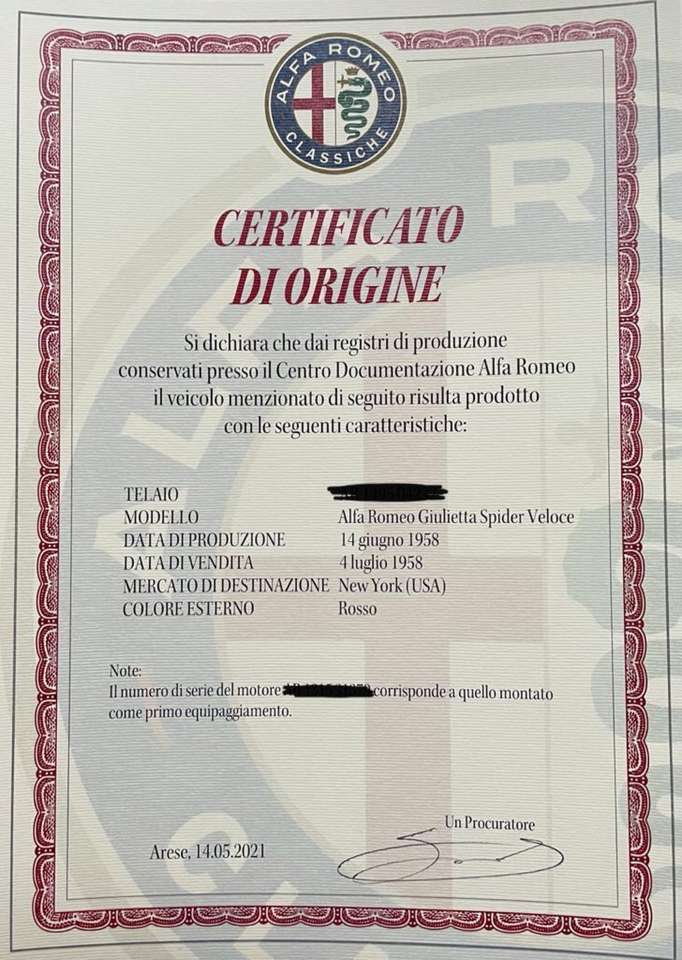 ALFA ROMEO
CLASSICHE
CERTIFICATO
DI ORIGINE
Si dichiara che dai registri di produzione
conservati presso il Centro Documentazione Alfa Romeo
il veicolo menzionato di seguito risulta prodotto
con le seguenti caratteristiche:
TELAIO
MODELLO Alfa Romeo Giulietta Spider Veloce
DATA DI PRODUZIONE 14 giugno 1958
DATA DI VENDITA 4 luglio 1958
MERCATO DI DESTINAZIONE New York (USA)
COLORE ESTERNO Rosso
Note:
Il numero di serie del motore corrisponde a quello montato
come primo equipaggiamento.
Un Procuratore
Arese, 14.05.2021